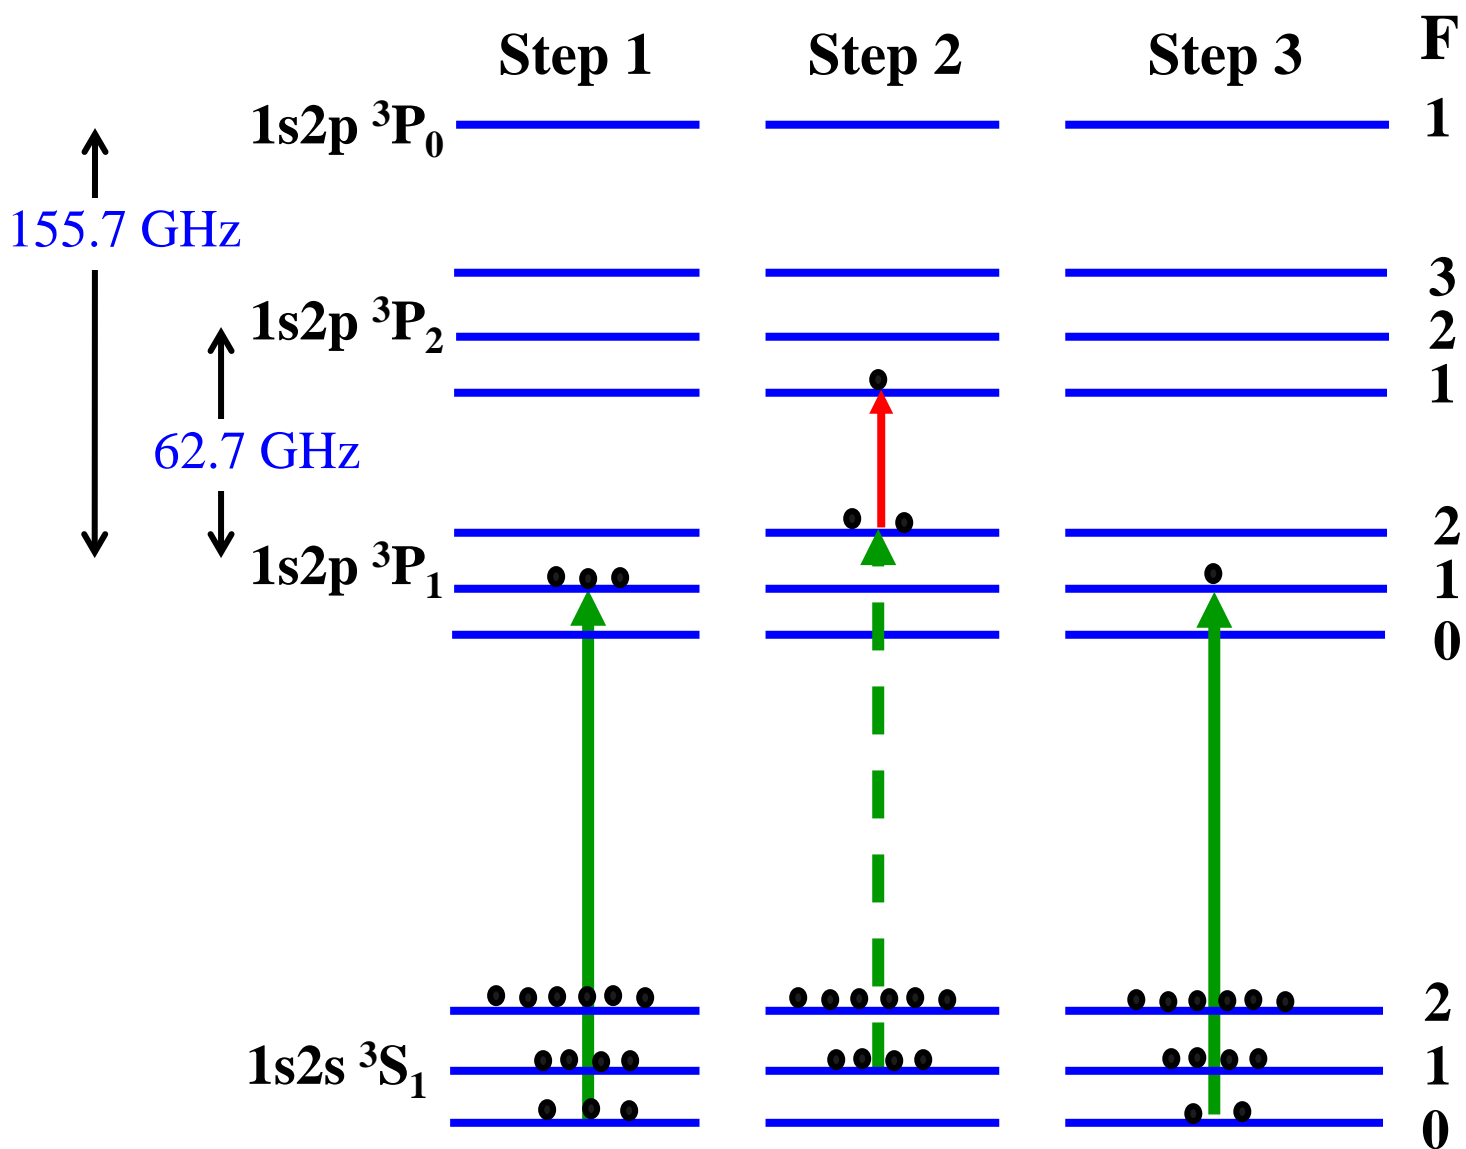 Step 1 Step 2 Step 3 F
1s2p ³P₀ 1
155.7 GHz
3
1s2p ³P₂ 2
1
62.7 GHz
2
1s2p ³P₁ 1
0
2
1s2s ³S₁ 1
0